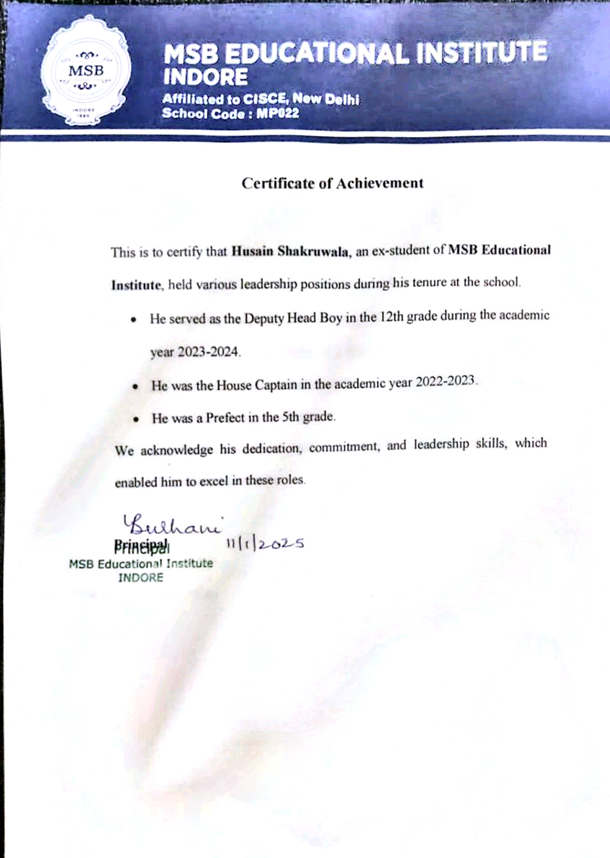 MSB
INDORE
MSB EDUCATIONAL INSTITUTE
INDORE
Affiliated to CISCE, New Delhi
School Code : MP022
Certificate of Achievement
This is to certify that Husain Shakruwala, an ex-student of MSB Educational
Institute, held various leadership positions during his tenure at the school.
• He served as the Deputy Head Boy in the 12th grade during the academic
year 2023-2024.
• He was the House Captain in the academic year 2022-2023.
• He was a Prefect in the 5th grade.
We acknowledge his dedication, commitment, and leadership skills, which
enabled him to excel in these roles.
Burhani
Principal 11/1/2025
MSB Educational Institute
INDORE